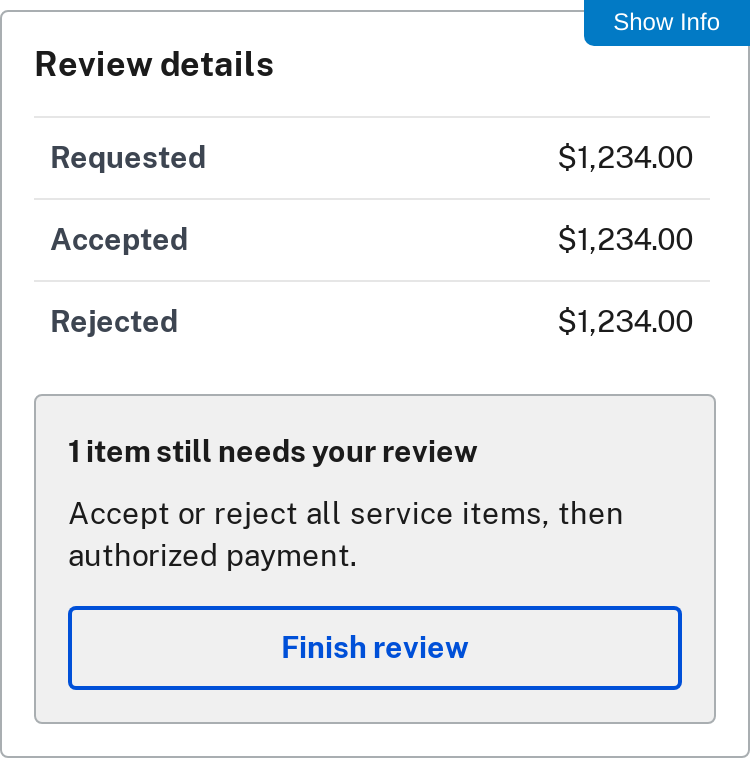 Show Info
Review details
Requested $1,234.00
Accepted $1,234.00
Rejected $1,234.00
1 item still needs your review
Accept or reject all service items, then
authorized payment.
Finish review